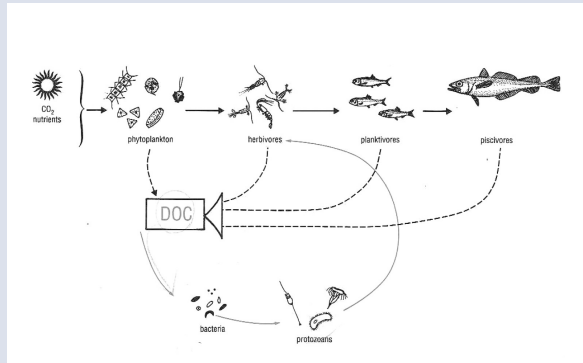 CO2
nutrients
phytoplankton
herbivores
planktivores
piscivores
DOC
bacteria
protozoans